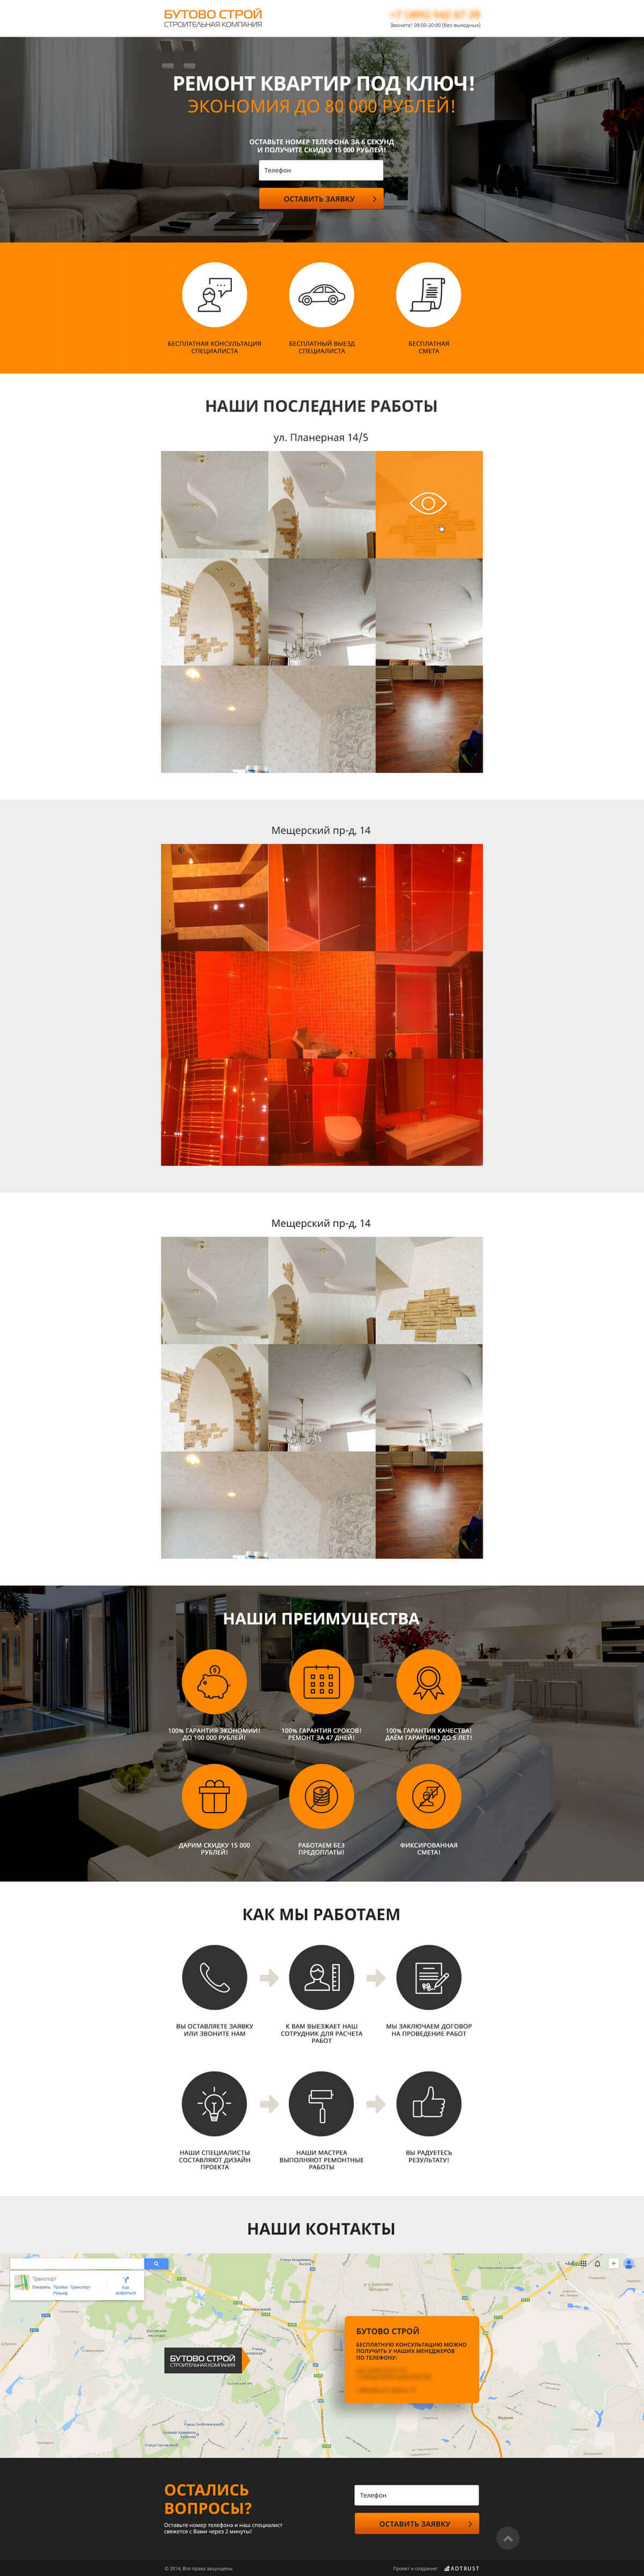 БУТОВО СТРОЙ
СТРОИТЕЛЬНАЯ КОМПАНИЯ
Звоните! 09:00-20:00 (без выходных)
РЕМОНТ КВАРТИР ПОД КЛЮЧ!
ЭКОНОМИЯ ДО 80 000 РУБЛЕЙ!
ОСТАВЬТЕ НОМЕР ТЕЛЕФОНА ЗА 6 СЕКУНД
И ПОЛУЧИТЕ СКИДКУ 15 000 РУБЛЕЙ!
Телефон
ОСТАВИТЬ ЗАЯВКУ
БЕСПЛАТНАЯ КОНСУЛЬТАЦИЯ
СПЕЦИАЛИСТА
БЕСПЛАТНЫЙ ВЫЕЗД
СПЕЦИАЛИСТА
БЕСПЛАТНАЯ
СМЕТА
НАШИ ПОСЛЕДНИЕ РАБОТЫ
ул. Планерная 14/5
Мещерский пр-д, 14
Мещерский пр-д, 14
НАШИ ПРЕИМУЩЕСТВА
100% ГАРАНТИЯ ЭКОНОМИИ!
ДО 100 000 РУБЛЕЙ!
100% ГАРАНТИЯ СРОКОВ!
РЕМОНТ ЗА 47 ДНЕЙ!
100% ГАРАНТИЯ КАЧЕСТВА!
ДАЁМ ГАРАНТИЮ ДО 5 ЛЕТ!
ДАРИМ СКИДКУ 15 000
РУБЛЕЙ!
РАБОТАЕМ БЕЗ
ПРЕДОПЛАТЫ!
ФИКСИРОВАННАЯ
СМЕТА!
КАК МЫ РАБОТАЕМ
ВЫ ОСТАВЛЯЕТЕ ЗАЯВКУ
ИЛИ ЗВОНИТЕ НАМ
К ВАМ ВЫЕЗЖАЕТ НАШ
СОТРУДНИК ДЛЯ РАСЧЕТА
РАБОТ
МЫ ЗАКЛЮЧАЕМ ДОГОВОР
НА ПРОВЕДЕНИЕ РАБОТ
НАШИ СПЕЦИАЛИСТЫ
СОСТАВЛЯЮТ ДИЗАЙН
ПРОЕКТА
НАШИ МАСТРЕА
ВЫПОЛНЯЮТ РЕМОНТНЫЕ
РАБОТЫ
ВЫ РАДУЕТЕСЬ
РЕЗУЛЬТАТУ!
НАШИ КОНТАКТЫ
Транспорт
Показать: Пробки Транспорт
Рельеф
Как
добраться
БУТОВО СТРОЙ
СТРОИТЕЛЬНАЯ КОМПАНИЯ
БУТОВО СТРОЙ
БЕСПЛАТНУЮ КОНСУЛЬТАЦИЮ МОЖНО
ПОЛУЧИТЬ У НАШИХ МЕНЕДЖЕРОВ
ПО ТЕЛЕФОНУ:
Видное
ОСТАЛИСЬ
ВОПРОСЫ?
Оставьте номер телефона и наш специалист
свяжется с Вами через 2 минуты!
Телефон
ОСТАВИТЬ ЗАЯВКУ
© 2014, Все права защищены
Проект и создание:
ADTRUST